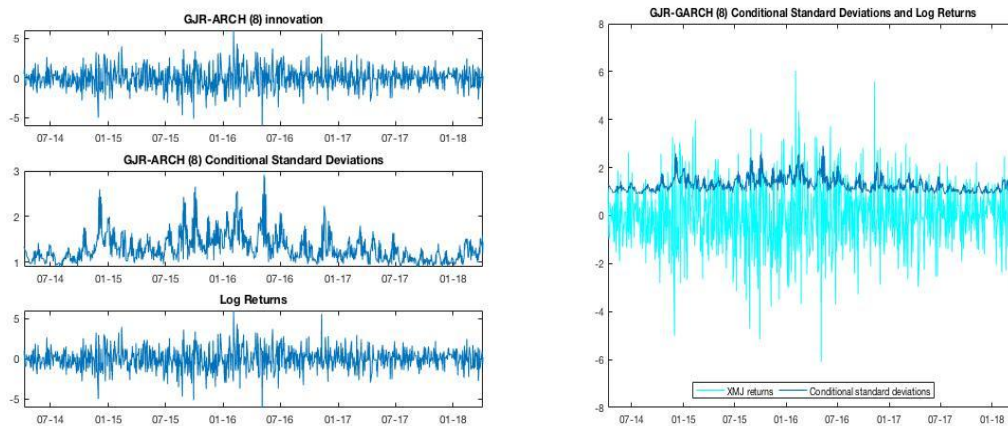 GJR-ARCH (8) innovation
5
0
-5
07-14 01-15 07-15 01-16 07-16 01-17 07-17 01-18
GJR-ARCH (8) Conditional Standard Deviations
3
2
1
07-14 01-15 07-15 01-16 07-16 01-17 07-17 01-18
Log Returns
5
0
-5
07-14 01-15 07-15 01-16 07-16 01-17 07-17 01-18
GJR-GARCH (8) Conditional Standard Deviations and Log Returns
8
6
4
2
0
-2
-4
-6
-8
XMJ returns Conditional standard deviations
07-14 01-15 07-15 01-16 07-16 01-17 07-17 01-18